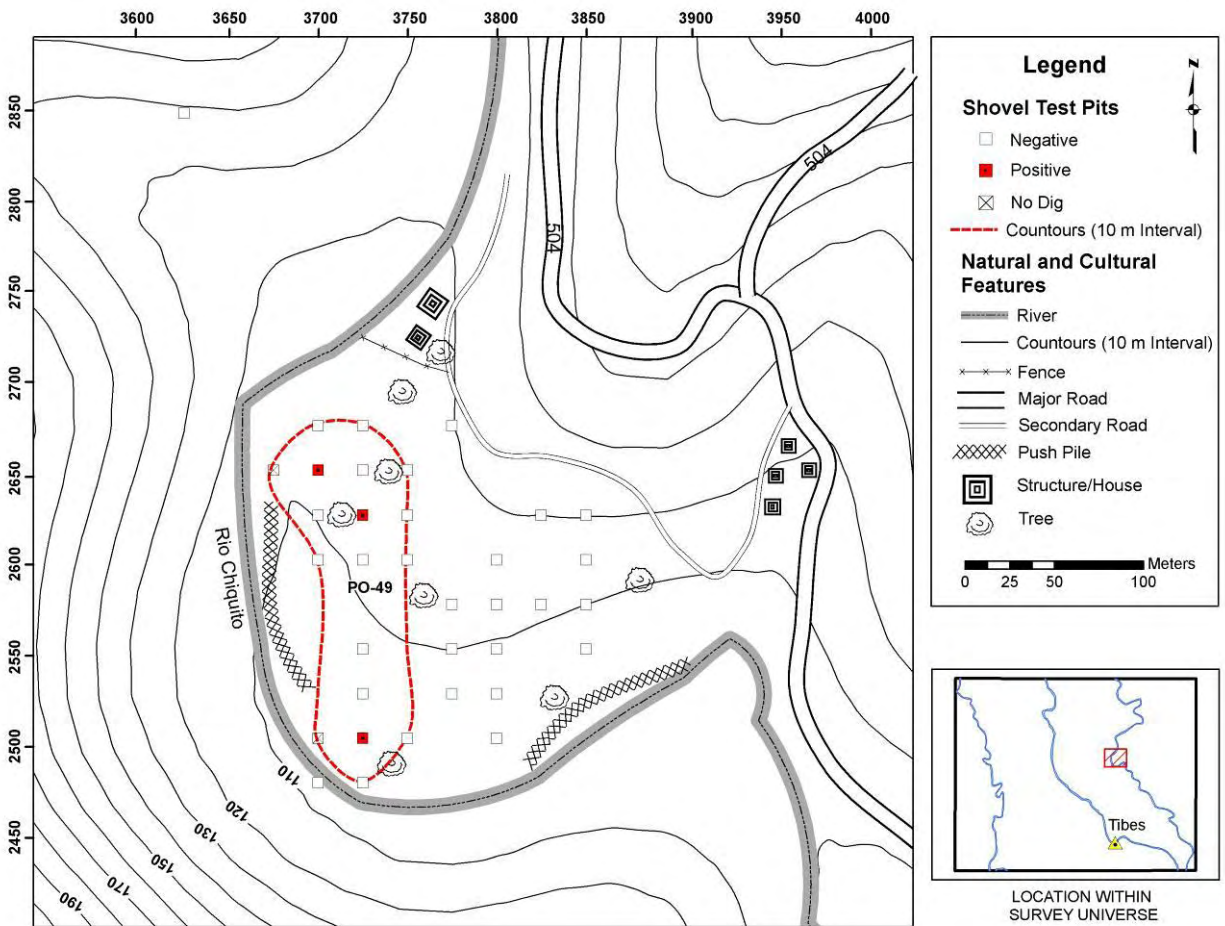 3600 3650 3700 3750 3800 3850 3900 3950 4000
2850
2800
2750
2700
2650
2600
2550
2500
2450
504
504
Rio Chiquito
PO-49
110
120
130
150
170
190
Legend
N
Shovel Test Pits
Negative
Positive
No Dig
Countours (10 m Interval)
Natural and Cultural
Features
River
Countours (10 m Interval)
Fence
Major Road
Secondary Road
Push Pile
Structure/House
Tree
Meters
0 25 50 100
Tibes
LOCATION WITHIN
SURVEY UNIVERSE